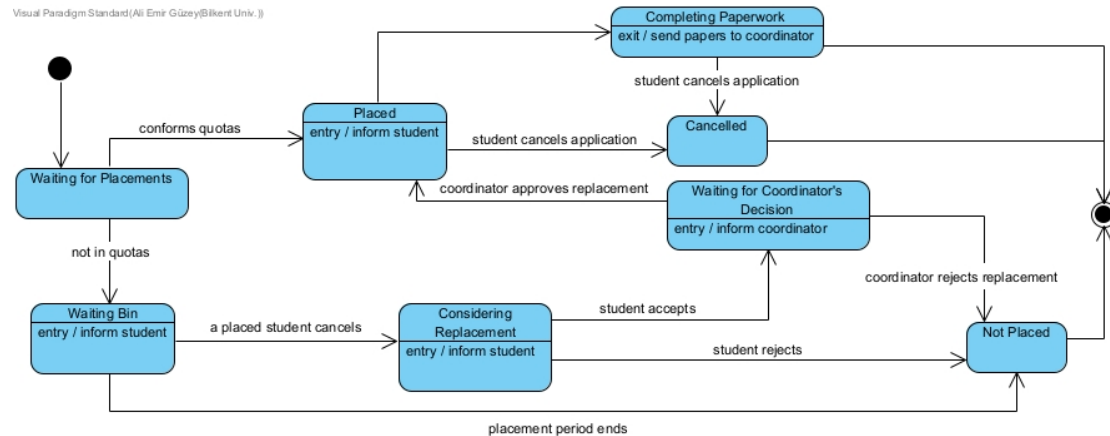 Visual Paradigm Standard(Ali Emir Güzey(Bilkent Univ.))
Completing Paperwork
exit / send papers to coordinator
student cancels application
Placed
entry / inform student
conforms quotas
student cancels application
Cancelled
Waiting for Placements
coordinator approves replacement
Waiting for Coordinator's
Decision
entry / inform coordinator
not in quotas
coordinator rejects replacement
Waiting Bin
entry / inform student
a placed student cancels
Considering
Replacement
entry / inform student
student accepts
student rejects
Not Placed
placement period ends